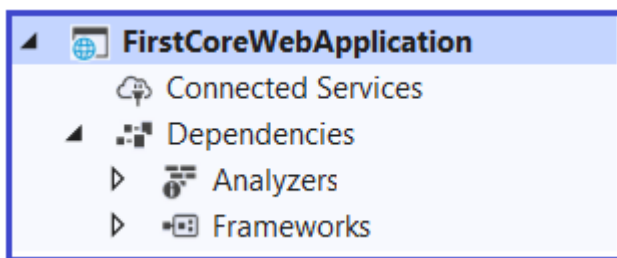 FirstCoreWebApplication
Connected Services
Dependencies
Analyzers
Frameworks